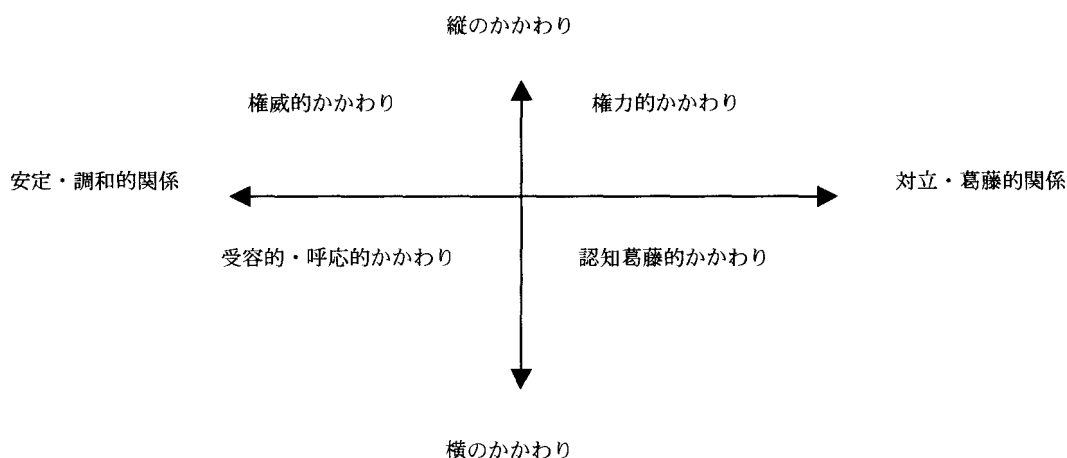 縦のかかわり
権威的かかわり
権力的かかわり
安定・調和的関係
対立・葛藤的関係
受容的・呼応的かかわり
認知葛藤的かかわり
横のかかわり